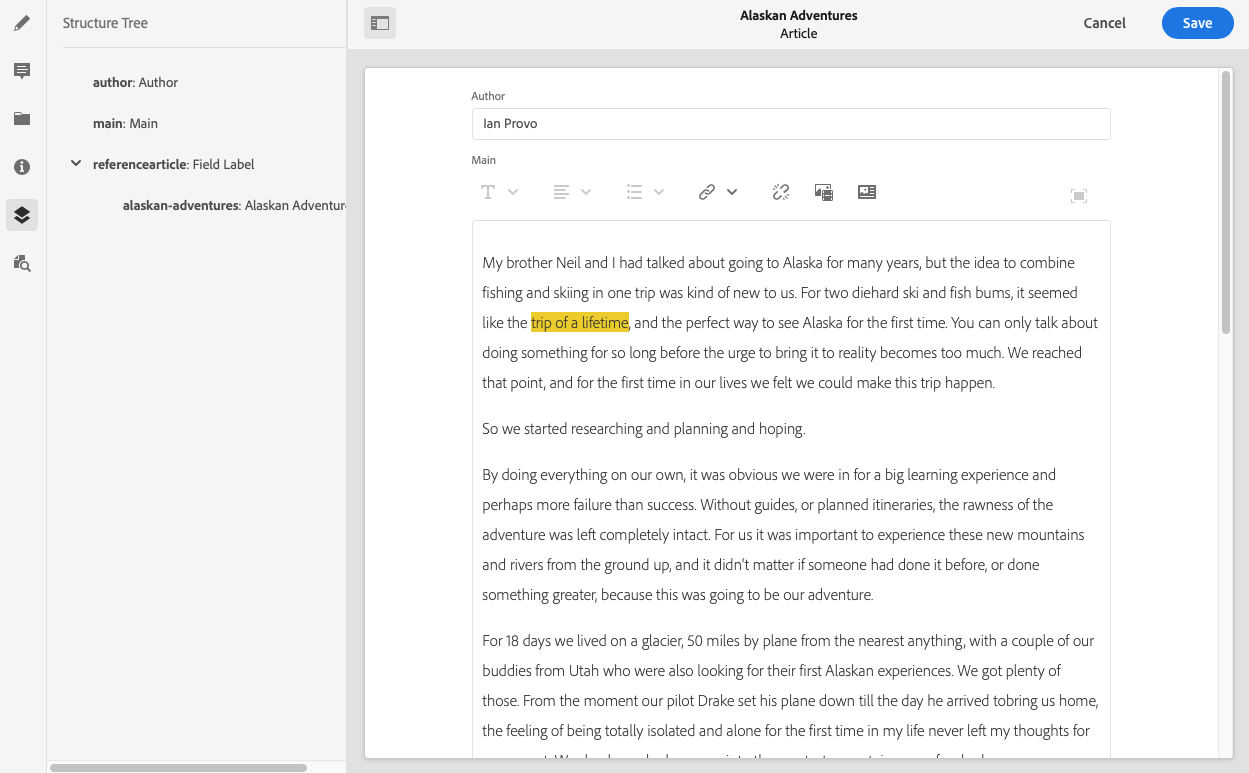 Structure Tree
author: Author
main: Main
referencearticle: Field Label
alaskan-adventures: Alaskan
Alaskan Adventures
Article
Cancel
Save
Author
Ian Provo
Main
My brother Neil and I had talked about going to Alaska for many years, but the idea to combine
fishing and skiing in one trip was kind of new to us. For two diehard ski and fish bums, it seemed
like the trip of a lifetime, and the perfect way to see Alaska for the first time. You can only talk about
doing something for so long before the urge to bring it to reality becomes too much. We reached
that point, and for the first time in our lives we felt we could make this trip happen.
So we started researching and planning and hoping.
By doing everything on our own, it was obvious we were in for a big learning experience and
perhaps more failure than success. Without guides, or planned itineraries, the rawness of the
adventure was left completely intact. For us it was important to experience these new mountains
and rivers from the ground up, and it didn't matter if someone had done it before, or done
something greater, because this was going to be our adventure.
For 18 days we lived on a glacier, 50 miles by plane from the nearest anything, with a couple of our
buddies from Utah who were also looking for their first Alaskan experiences. We got plenty of
those. From the moment our pilot Drake set his plane down till the day he arrived tobring us home,
the feeling of being totally isolated and alone for the first time in my life never left my thoughts for